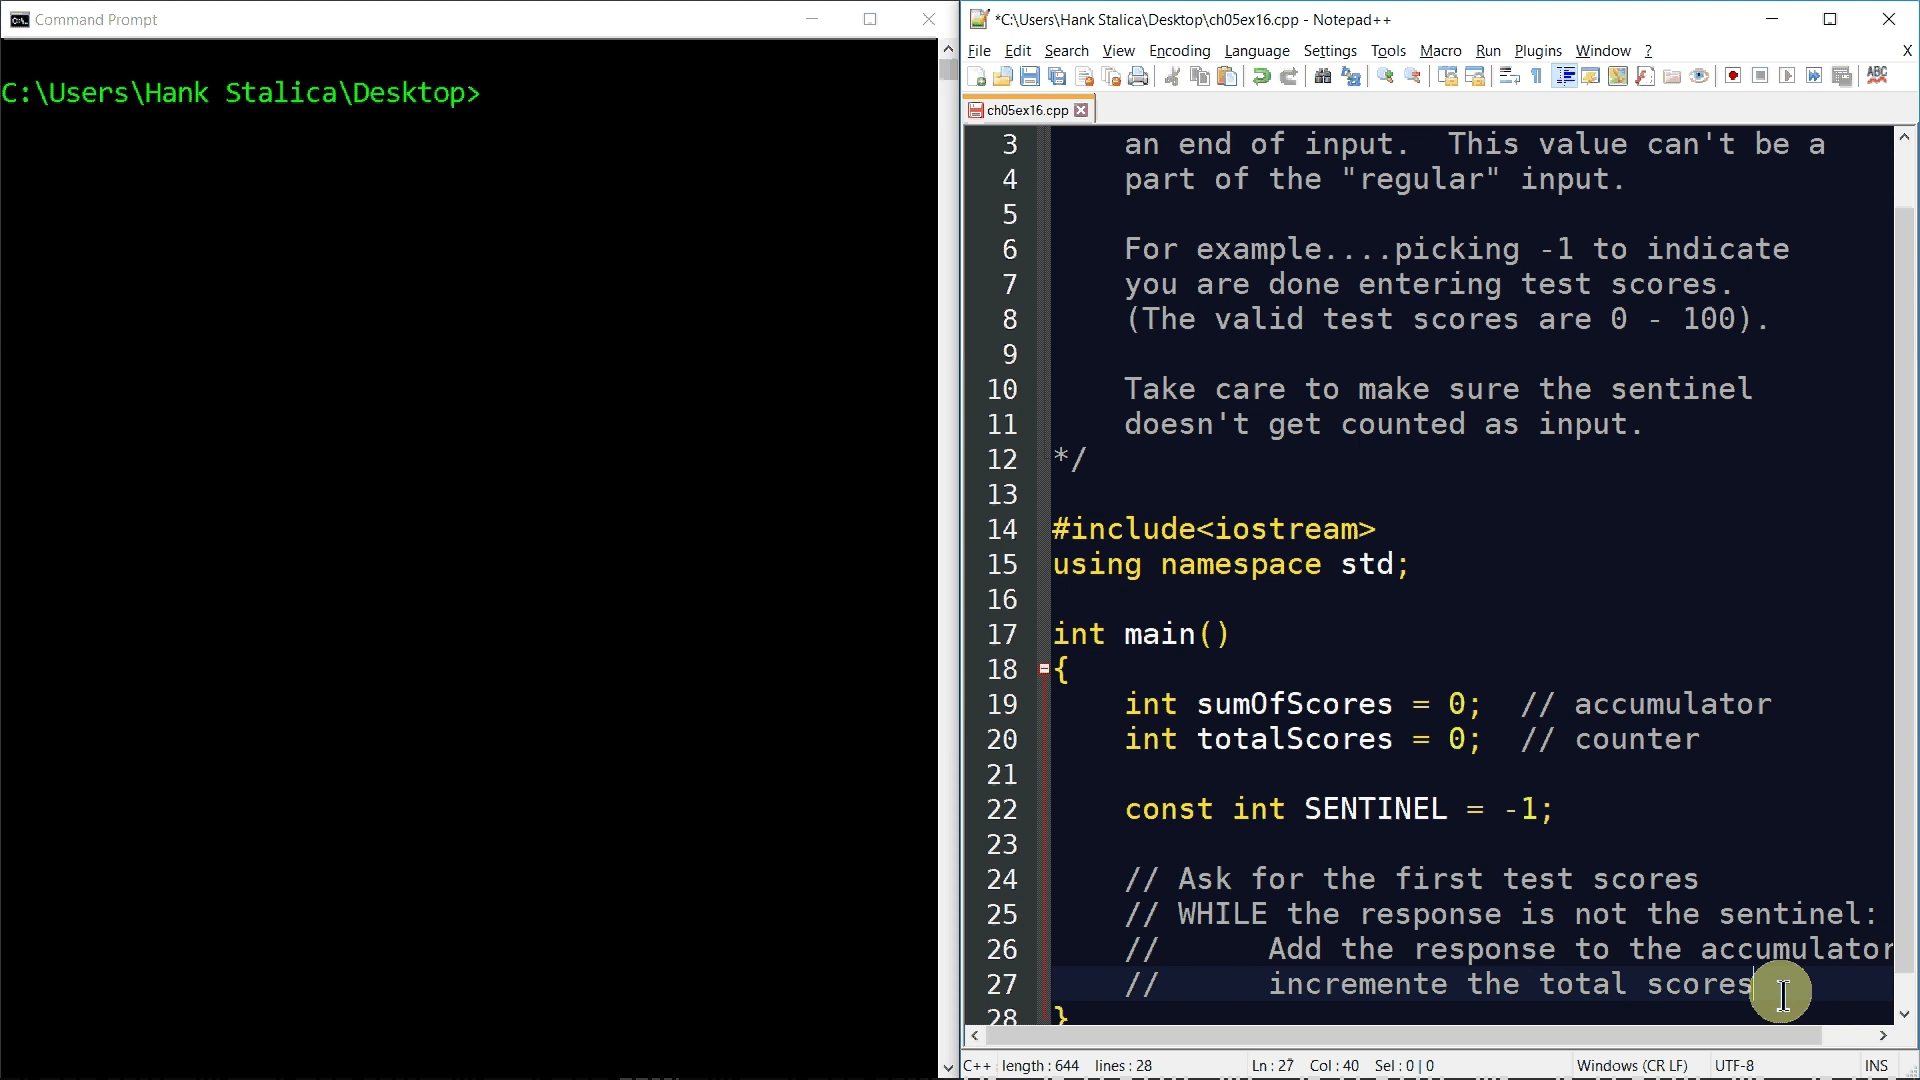 Command Prompt
C:\Users\Hank Stalica\Desktop>
*C:\Users\Hank Stalica\Desktop\ch05ex16.cpp - Notepad++
File Edit Search View Encoding Language Settings Tools Macro Run Plugins Window ? X
ABC
ch05ex16.cpp
3 an end of input.  This value can't be a
4 part of the "regular" input.
5
6 For example....picking -1 to indicate
7 you are done entering test scores.
8 (The valid test scores are 0 - 100).
9
10 Take care to make sure the sentinel
11 doesn't get counted as input.
12 */
13
14 #include<iostream>
15 using namespace std;
16
17 int main()
18 {
19 int sumOfScores = 0;  // accumulator
20 int totalScores = 0;  // counter
21
22 const int SENTINEL = -1;
23
24 // Ask for the first test scores
25 // WHILE the response is not the sentinel:
26 //      Add the response to the accumulator
27 //      incremente the total scores
28 }
C++ length : 644 lines : 28 Ln : 27 Col : 40 Sel : 0 | 0 Windows (CR LF) UTF-8 INS